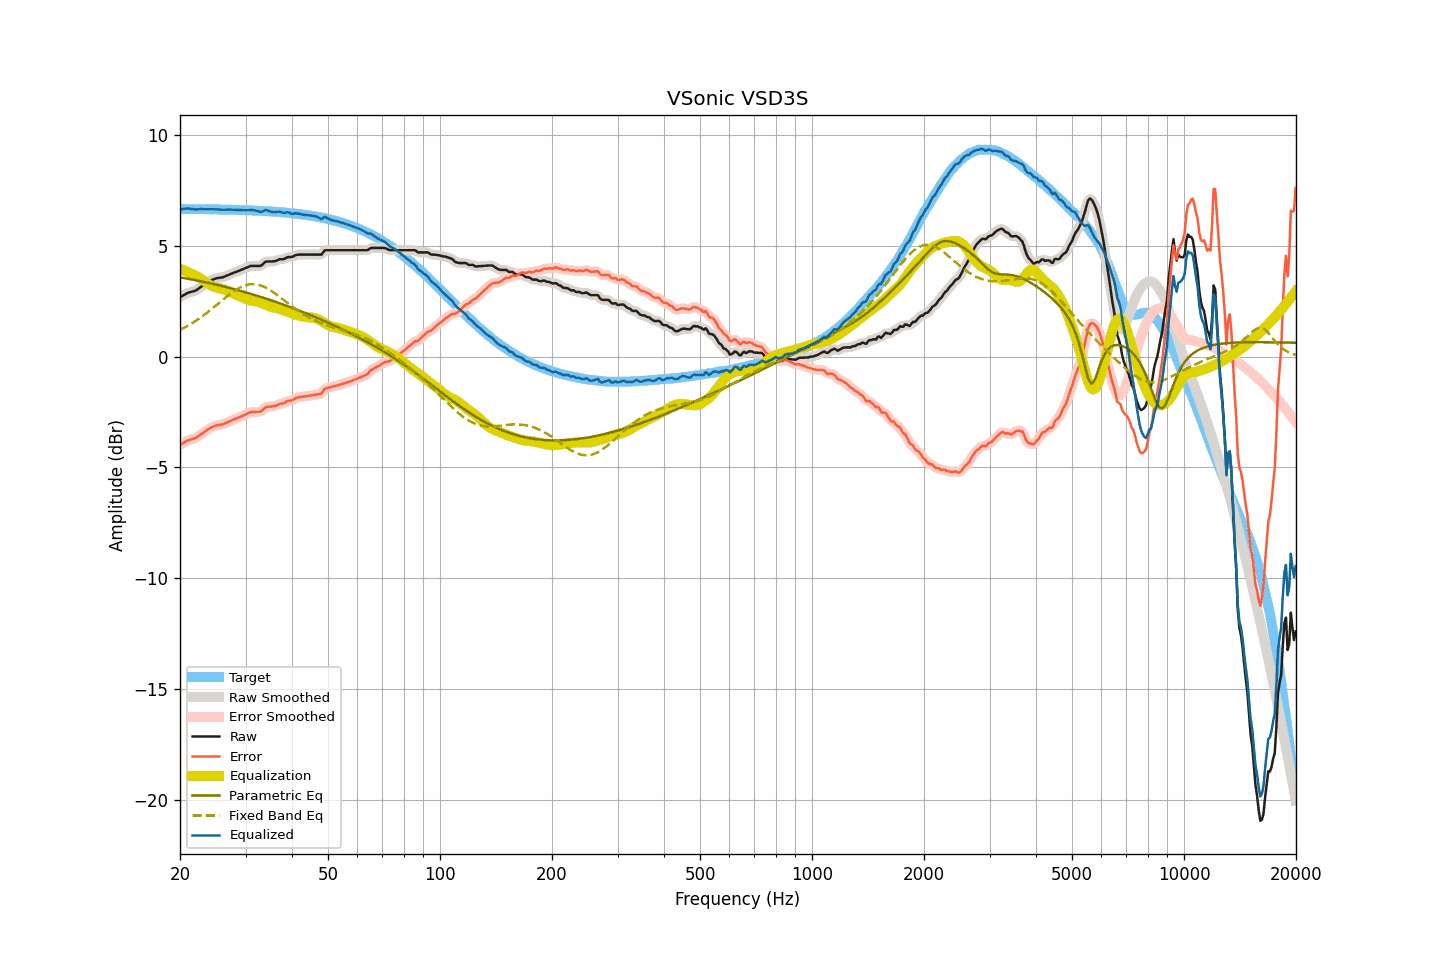 VSonic VSD3S
10
5
0
−5
−10
−15
−20
Amplitude (dBr)
Target
Raw Smoothed
Error Smoothed
Raw
Error
Equalization
Parametric Eq
Fixed Band Eq
Equalized
20 50 100 200 500 1000 2000 5000 10000 20000
Frequency (Hz)